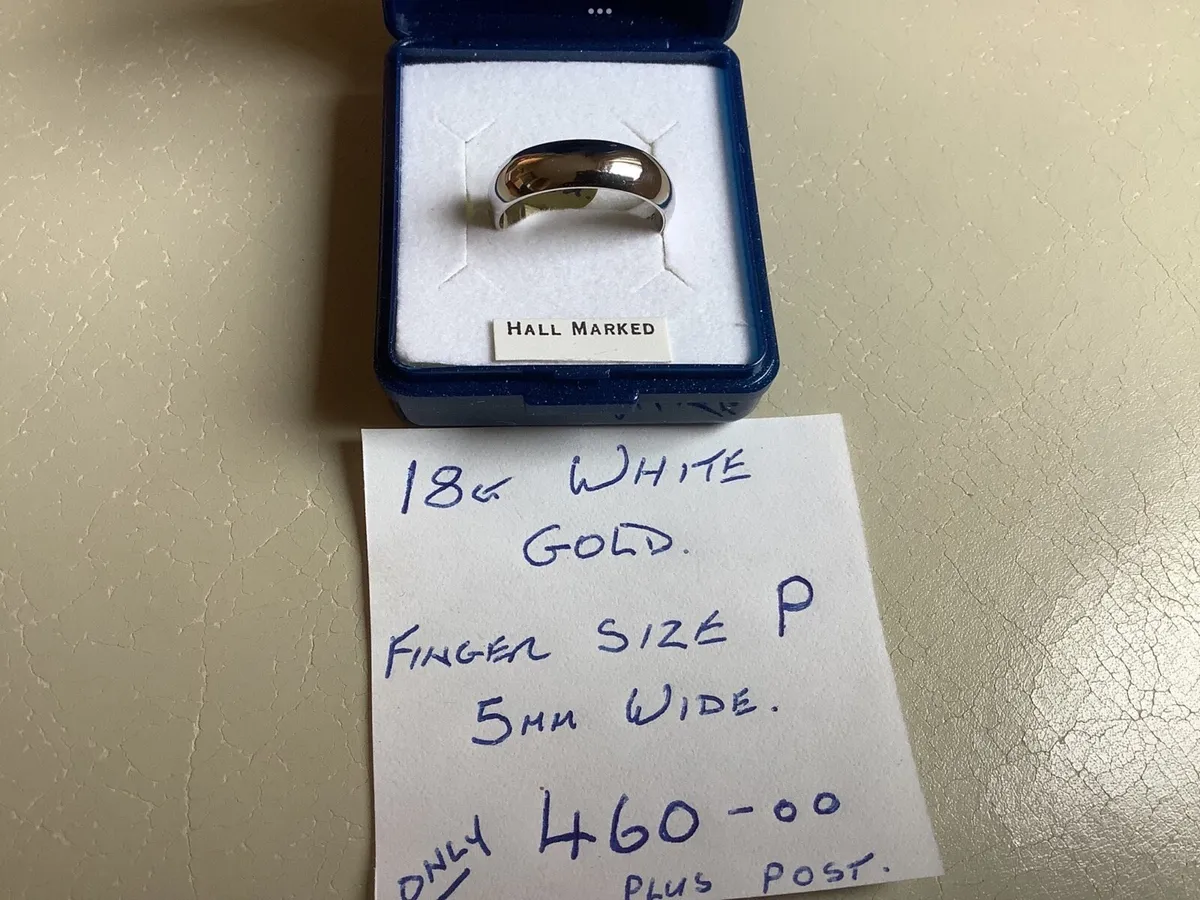 HALL MARKED
18G WHITE
GOLD.
FINGER SIZE P
5MM WIDE.
ONLY 460-00
PLUS POST.